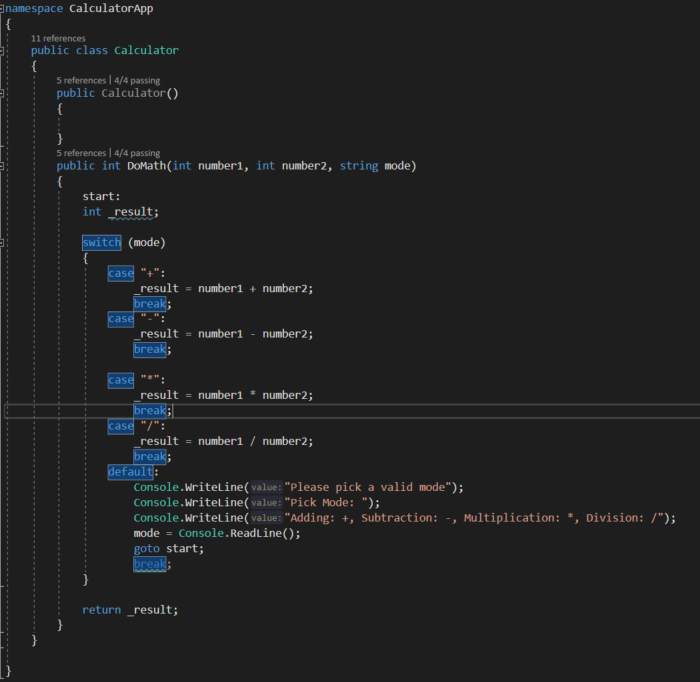 namespace CalculatorApp
{
11 references
public class Calculator
{
5 references | 4/4 passing
public Calculator()
{
}
5 references | 4/4 passing
public int DoMath(int number1, int number2, string mode)
{
start:
int _result;
switch (mode)
{
case "+":
_result = number1 + number2;
break;
case "-":
_result = number1 - number2;
break;
case "*":
_result = number1 * number2;
break;
case "/":
_result = number1 / number2;
break;
default:
Console.WriteLine(value:"Please pick a valid mode");
Console.WriteLine(value:"Pick Mode: ");
Console.WriteLine(value:"Adding: +, Subtraction: -, Multiplication: *, Division: /");
mode = Console.ReadLine();
goto start;
break;
}
return _result;
}
}
}